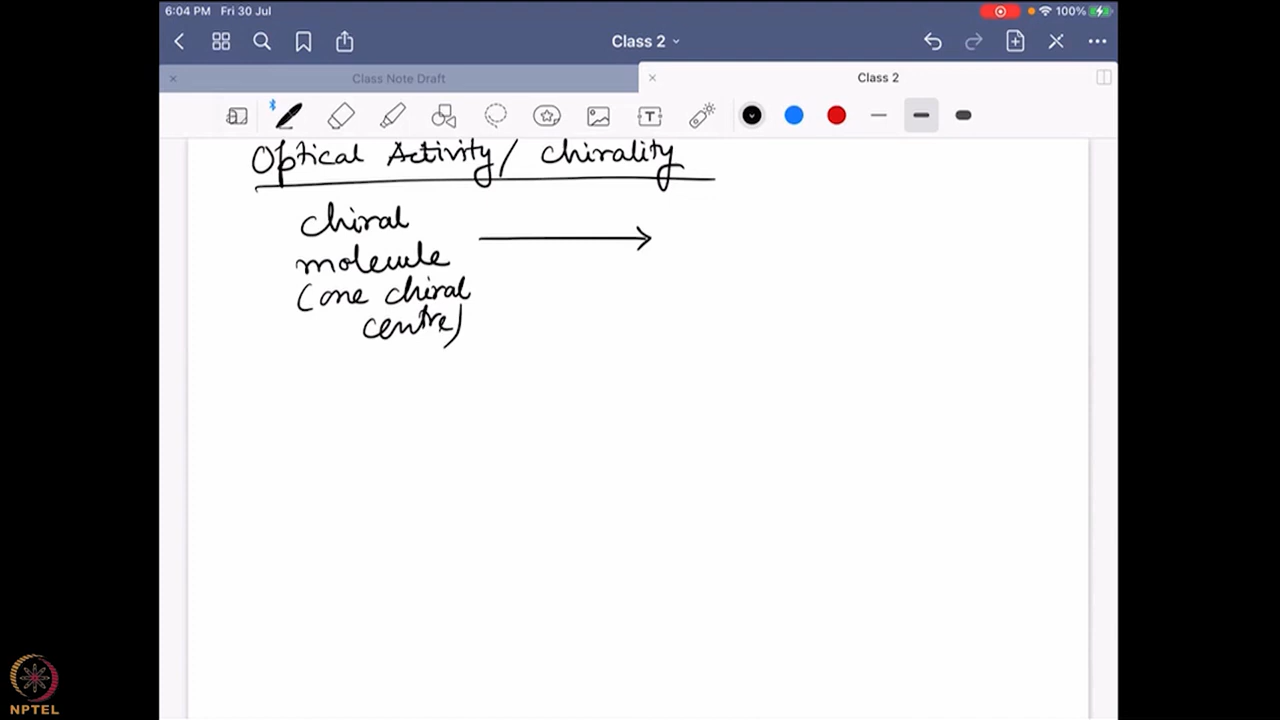 6:04 PM Fri 30 Jul
100%
Class 2
Class Note Draft
Class 2
T
Optical Activity/ Chirality
chiral
molecule
(one chiral
centre)
NPTEL